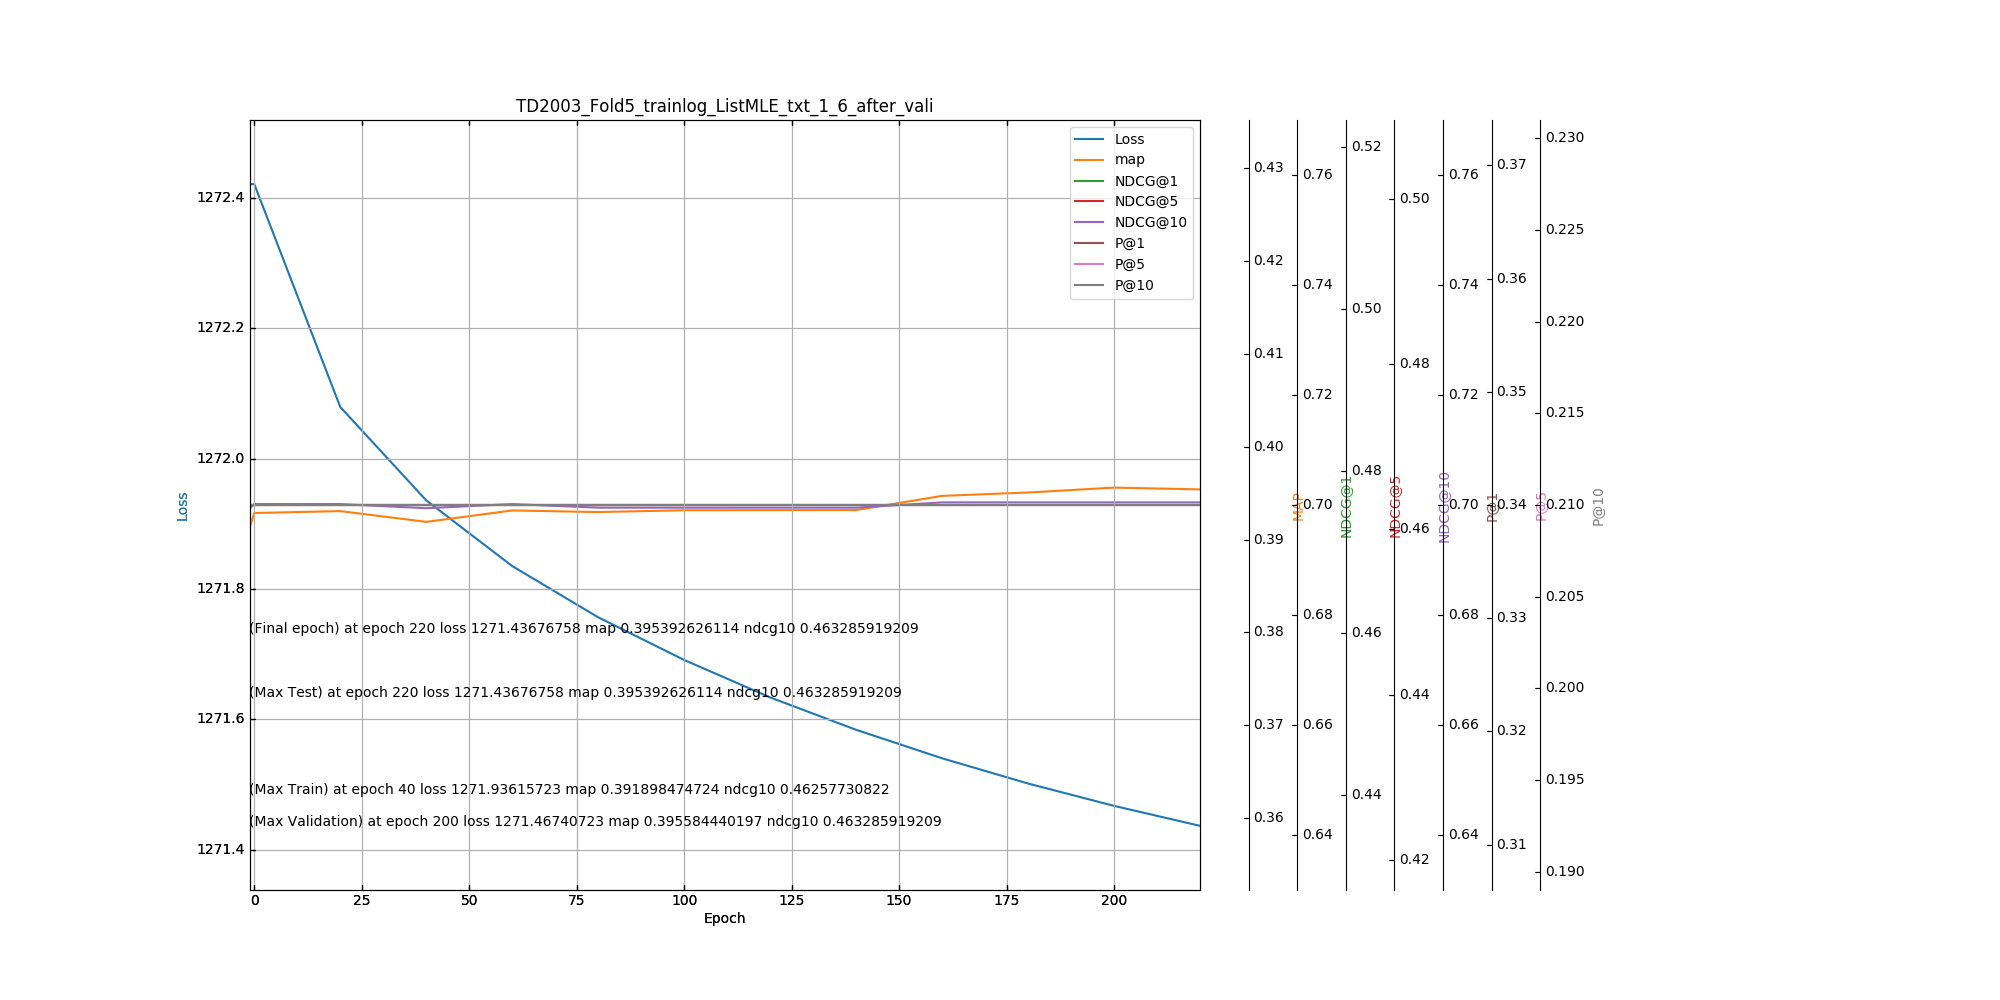 TD2003_Fold5_trainlog_ListMLE_txt_1_6_after_vali
Loss
1272.4
1272.2
1272.0
1271.8
1271.6
1271.4
Loss
map
NDCG@1
NDCG@5
NDCG@10
P@1
P@5
P@10
(Final epoch) at epoch 220 loss 1271.43676758 map 0.395392626114 ndcg10 0.463285919209
(Max Test) at epoch 220 loss 1271.43676758 map 0.395392626114 ndcg10 0.463285919209
(Max Train) at epoch 40 loss 1271.93615723 map 0.391898474724 ndcg10 0.46257730822
(Max Validation) at epoch 200 loss 1271.46740723 map 0.395584440197 ndcg10 0.463285919209
0 25 50 75 100 125 150 175 200
Epoch
0.43
0.42
0.41
0.40
0.39
0.38
0.37
0.36
MAP
0.76
0.74
0.72
0.70
0.68
0.66
0.64
NDCG@1
0.52
0.50
0.48
0.46
0.44
NDCG@5
0.50
0.48
0.46
0.44
0.42
NDCG@10
0.76
0.74
0.72
0.70
0.68
0.66
0.64
P@1
0.37
0.36
0.35
0.34
0.33
0.32
0.31
P@5
0.230
0.225
0.220
0.215
0.210
0.205
0.200
0.195
0.190
P@10